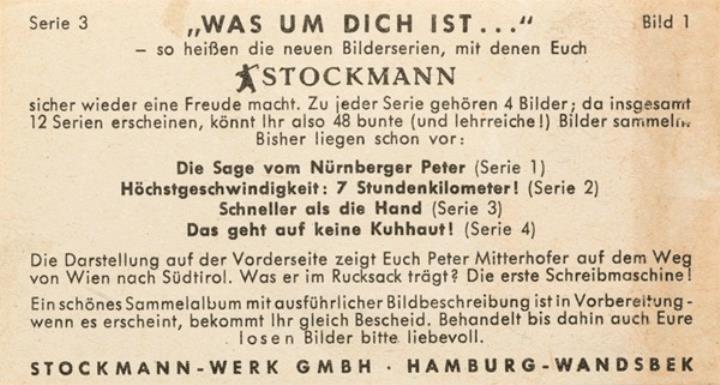 Serie 3 „WAS UM DICH IST..." Bild 1
– so heißen die neuen Bilderserien, mit denen Euch
STOCKMANN
sicher wieder eine Freude macht. Zu jeder Serie gehören 4 Bilder; da insgesamt
12 Serien erscheinen, könnt Ihr also 48 bunte (und lehrreiche!) Bilder sammeln.
Bisher liegen schon vor:
Die Sage vom Nürnberger Peter (Serie 1)
Höchstgeschwindigkeit: 7 Stundenkilometer! (Serie 2)
Schneller als die Hand (Serie 3)
Das geht auf keine Kuhhaut! (Serie 4)
Die Darstellung auf der Vorderseite zeigt Euch Peter Mitterhofer auf dem Weg
von Wien nach Südtirol. Was er im Rucksack trägt? Die erste Schreibmaschine!
Ein schönes Sammelalbum mit ausführlicher Bildbeschreibung ist in Vorbereitung -
wenn es erscheint, bekommt Ihr gleich Bescheid. Behandelt bis dahin auch Eure
losen Bilder bitte liebevoll.
STOCKMANN-WERK GMBH · HAMBURG-WANDSBEK